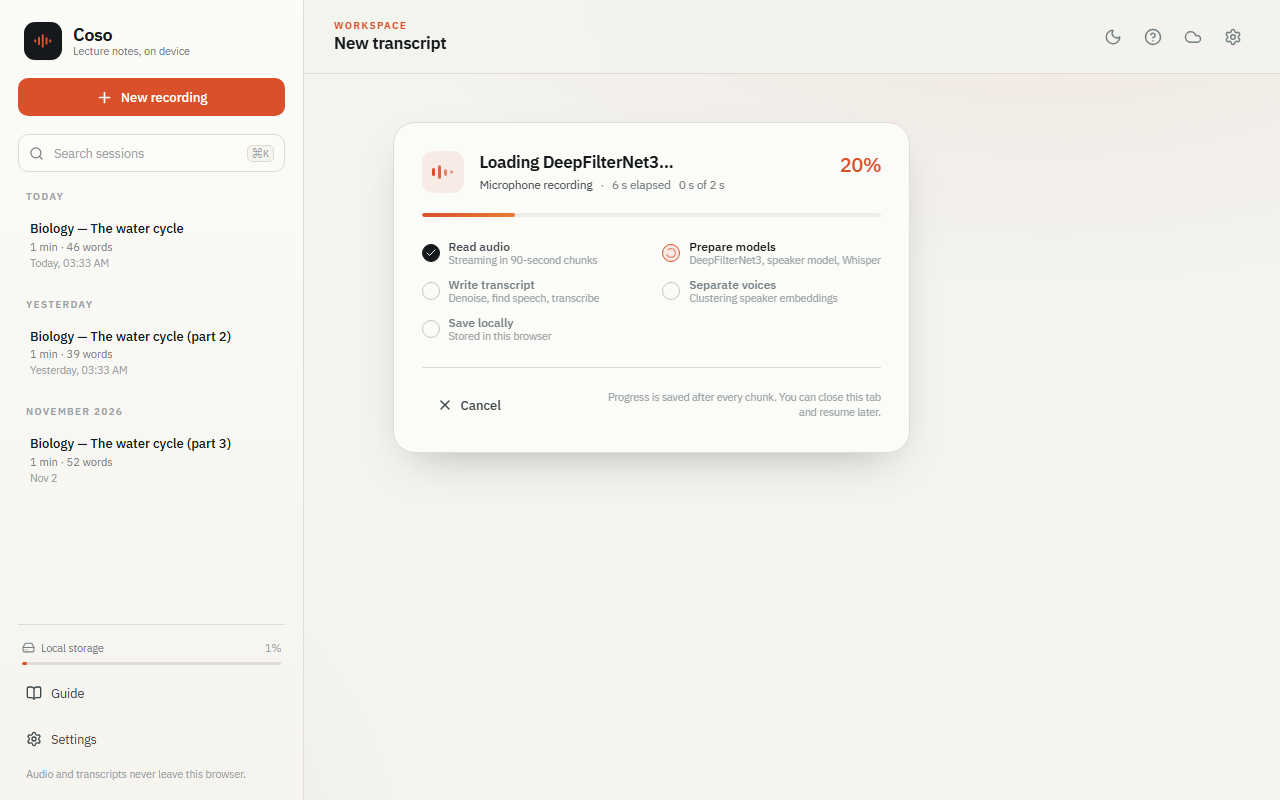 Coso
Lecture notes, on device
New recording
Search sessions
⌘K
TODAY
Biology — The water cycle
1 min · 46 words
Today, 03:33 AM
YESTERDAY
Biology — The water cycle (part 2)
1 min · 39 words
Yesterday, 03:33 AM
NOVEMBER 2026
Biology — The water cycle (part 3)
1 min · 52 words
Nov 2
Local storage 1%
Guide
Settings
Audio and transcripts never leave this browser.
WORKSPACE
New transcript
Loading DeepFilterNet3…
20%
Microphone recording · 6 s elapsed 0 s of 2 s
Read audio
Streaming in 90-second chunks
Prepare models
DeepFilterNet3, speaker model, Whisper
Write transcript
Denoise, find speech, transcribe
Separate voices
Clustering speaker embeddings
Save locally
Stored in this browser
Cancel
Progress is saved after every chunk. You can close this tab
and resume later.